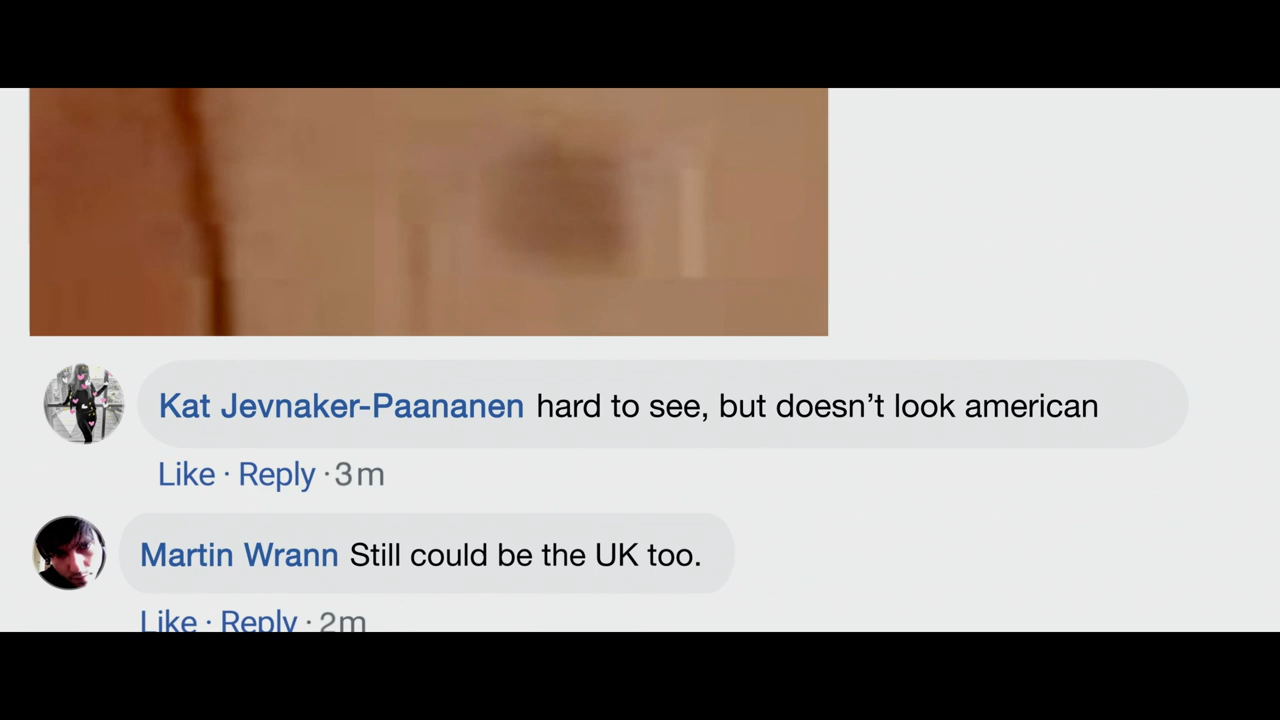 Kat Jevnaker-Paananen hard to see, but doesn’t look american
Like · Reply · 3m
Martin Wrann Still could be the UK too.
Like · Reply · 2m